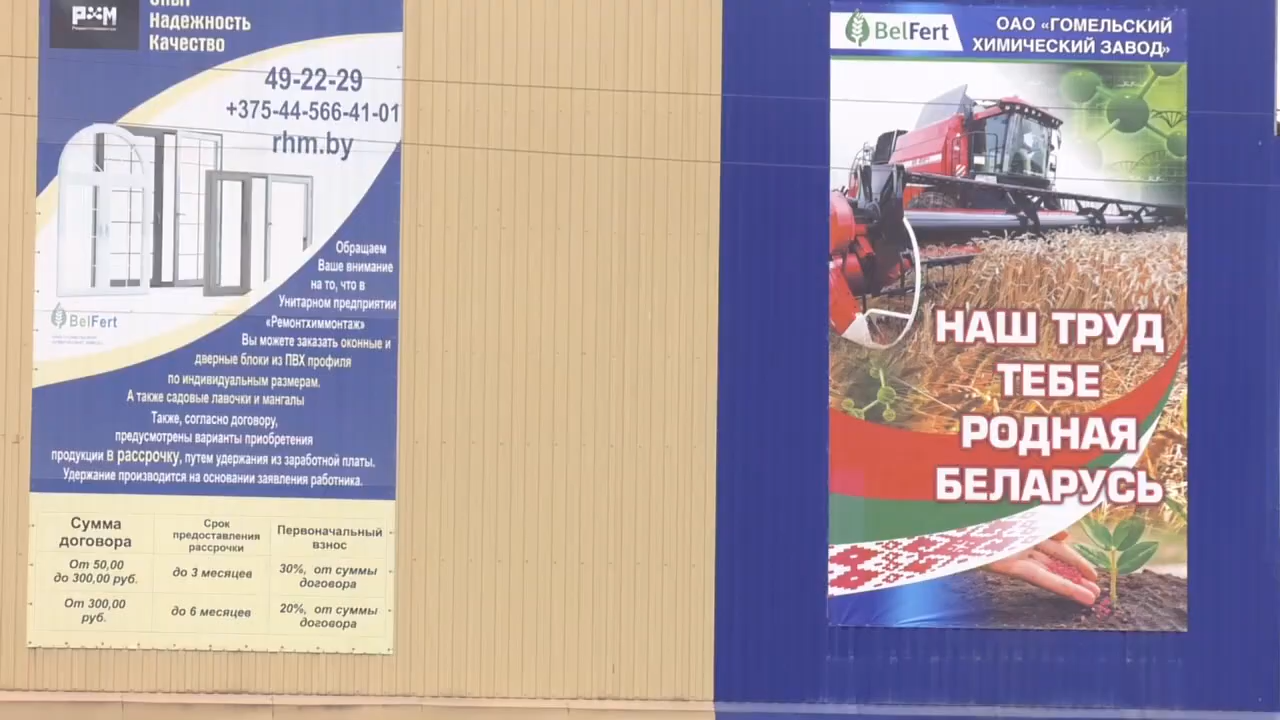 РХМ
Опыт
Надежность
Качество
49-22-29
+375-44-566-41-01
rhm.by
Обращаем
Ваше внимание
на то, что в
Унитарном предприятии
«Ремонтхиммонтаж»
Вы можете заказать оконные и
дверные блоки из ПВХ профиля
по индивидуальным размерам.
А также садовые лавочки и мангалы
Также, согласно договору,
предусмотрены варианты приобретения
продукции в рассрочку, путем удержания из заработной платы.
Удержание производится на основании заявления работника.
BelFert
Сумма
договора
Срок
предоставления
рассрочки
Первоначальный
взнос
От 50,00
до 300,00 руб.
до 3 месяцев
30%, от суммы
договора
От 300,00
руб.
до 6 месяцев
20%, от суммы
договора
BelFert
ОАО «ГОМЕЛЬСКИЙ
ХИМИЧЕСКИЙ ЗАВОД»
НАШ ТРУД
ТЕБЕ
РОДНАЯ
БЕЛАРУСЬ